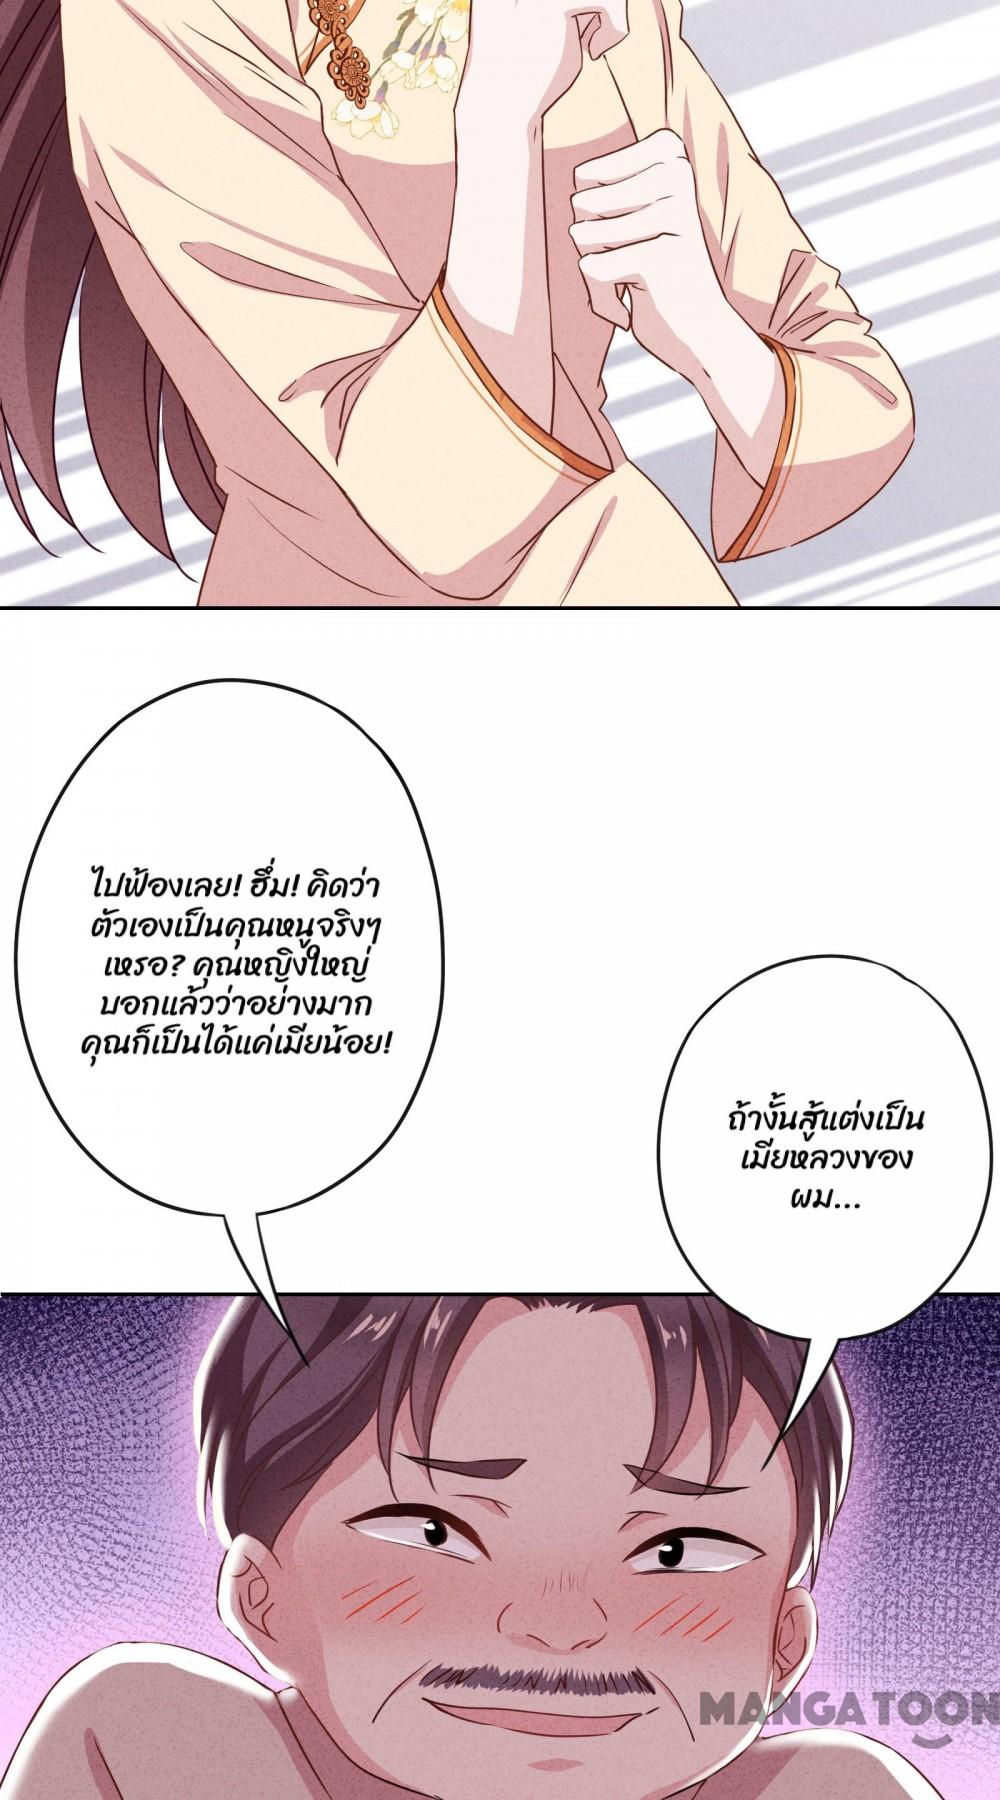 ไปฟ้องเลย! ฮึ่ม! คิดว่า
ตัวเองเป็นคุณหนูจริงๆ
เหรอ? คุณหญิงใหญ่
บอกแล้วว่าอย่างมาก
คุณก็เป็นได้แค่เมียน้อย!
ถ้างั้นสู้แต่งเป็น
เมียหลวงของ
ผม...
MANGATOON